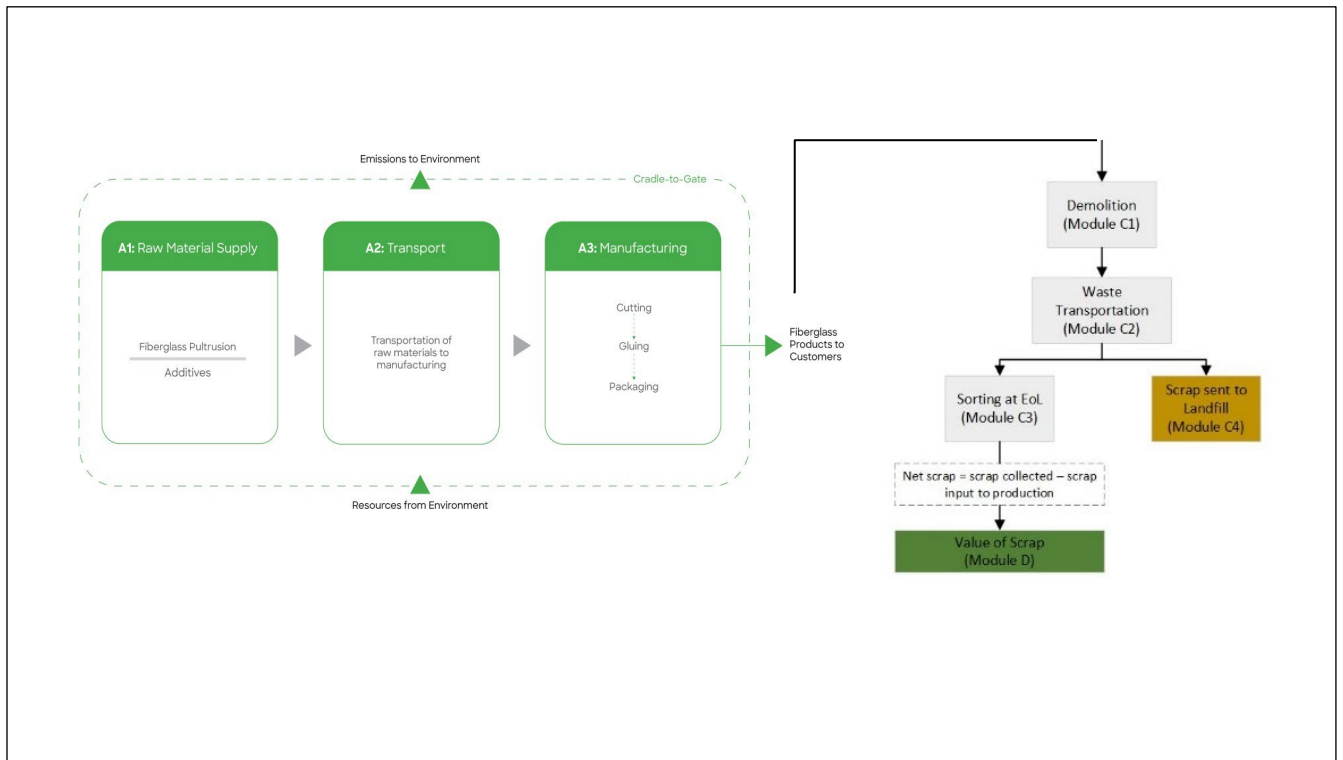 Emissions to Environment
Cradle-to-Gate
A1: Raw Material Supply
Fiberglass Pultrusion
Additives
A2: Transport
Transportation of
raw materials to
manufacturing
A3: Manufacturing
Cutting
Gluing
Packaging
Resources from Environment
Fiberglass
Products to
Customers
Demolition
(Module C1)
Waste
Transportation
(Module C2)
Sorting at EoL
(Module C3)
Scrap sent to
Landfill
(Module C4)
Net scrap = scrap collected – scrap
input to production
Value of Scrap
(Module D)